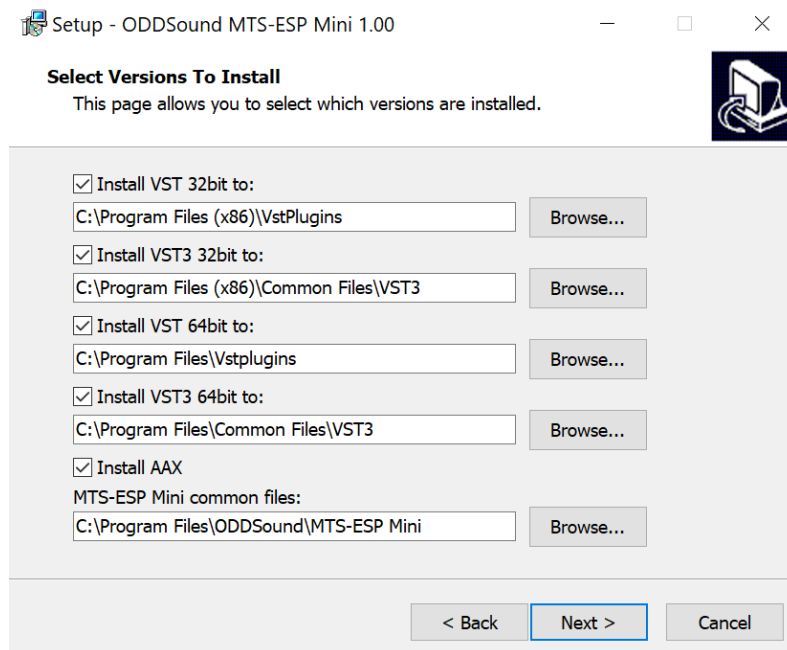 Setup - ODDSound MTS-ESP Mini 1.00
Select Versions To Install
This page allows you to select which versions are installed.
Install VST 32bit to:
C:\Program Files (x86)\VstPlugins
Browse...
Install VST3 32bit to:
C:\Program Files (x86)\Common Files\VST3
Browse...
Install VST 64bit to:
C:\Program Files\Vstplugins
Browse...
Install VST3 64bit to:
C:\Program Files\Common Files\VST3
Browse...
Install AAX
MTS-ESP Mini common files:
C:\Program Files\ODDSound\MTS-ESP Mini
Browse...
< Back Next > Cancel